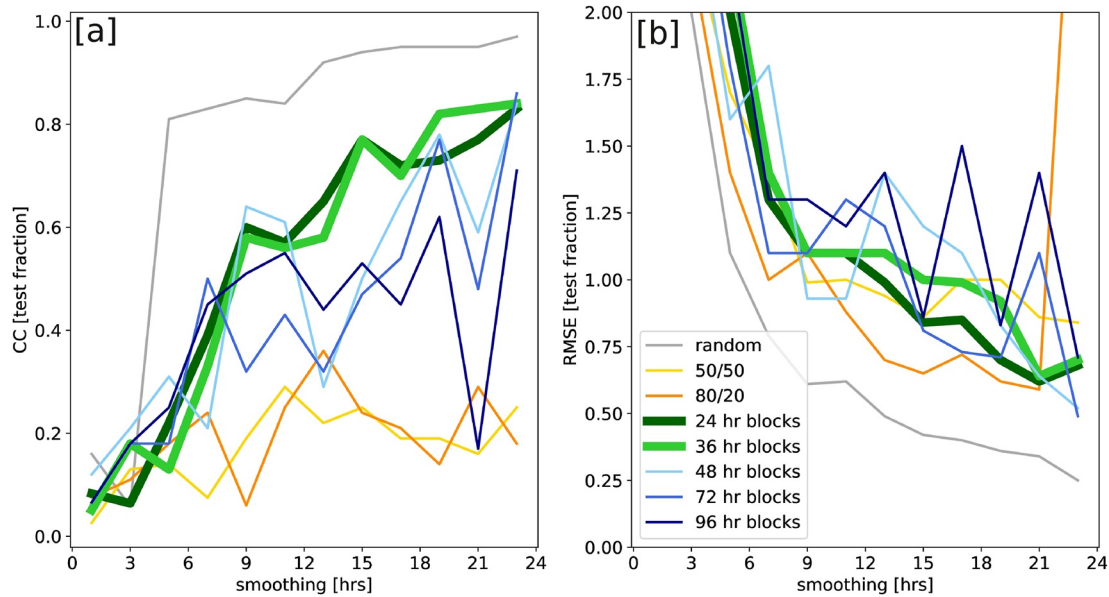 [a]
CC [test fraction]
1.0
0.8
0.6
0.4
0.2
0.0
0 3 6 9 12 15 18 21 24
smoothing [hrs]
[b]
RMSE [test fraction]
2.00
1.75
1.50
1.25
1.00
0.75
0.50
0.25
0.00
random
50/50
80/20
24 hr blocks
36 hr blocks
48 hr blocks
72 hr blocks
96 hr blocks
0 3 6 9 12 15 18 21 24
smoothing [hrs]